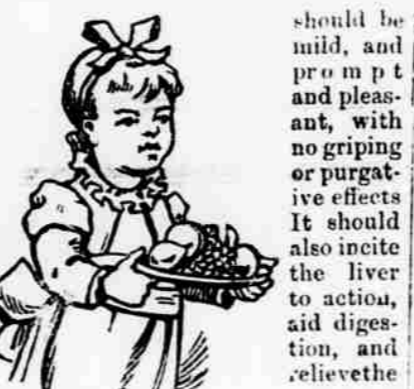 should be
mild, and
prompt
and pleas-
ant, with
no griping
or purgat-
ive effects
It should
also incite
the liver
to action,
aid diges-
tion, and
relievethe